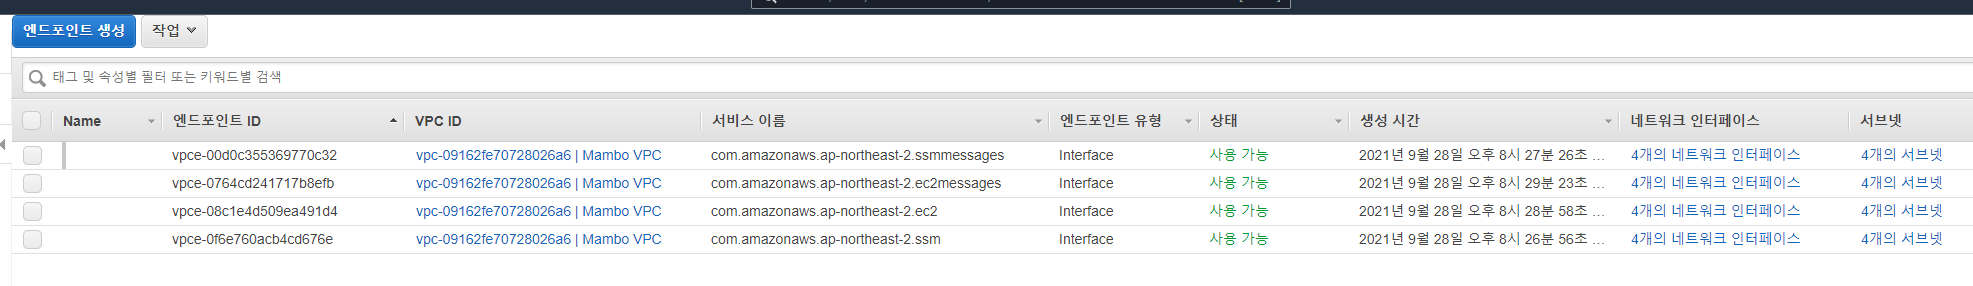 엔드포인트 생성 작업
태그 및 속성별 필터 또는 키워드별 검색
Name 엔드포인트 ID VPC ID 서비스 이름 엔드포인트 유형 상태 생성 시간 네트워크 인터페이스 서브넷
vpce-00d0c355369770c32 vpc-09162fe70728026a6 | Mambo VPC com.amazonaws.ap-northeast-2.ssmmessages Interface 사용 가능 2021년 9월 28일 오후 8시 27분 26초 ... 4개의 네트워크 인터페이스 4개의 서브넷
vpce-0764cd241717b8efb vpc-09162fe70728026a6 | Mambo VPC com.amazonaws.ap-northeast-2.ec2messages Interface 사용 가능 2021년 9월 28일 오후 8시 29분 23초 ... 4개의 네트워크 인터페이스 4개의 서브넷
vpce-08c1e4d509ea491d4 vpc-09162fe70728026a6 | Mambo VPC com.amazonaws.ap-northeast-2.ec2 Interface 사용 가능 2021년 9월 28일 오후 8시 28분 58초 ... 4개의 네트워크 인터페이스 4개의 서브넷
vpce-0f6e760acb4cd676e vpc-09162fe70728026a6 | Mambo VPC com.amazonaws.ap-northeast-2.ssm Interface 사용 가능 2021년 9월 28일 오후 8시 26분 56초 ... 4개의 네트워크 인터페이스 4개의 서브넷